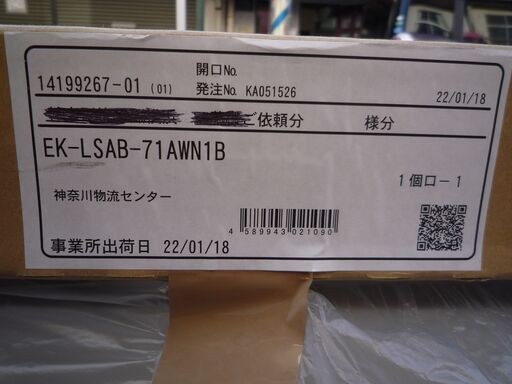 開口No.
14199267-01 (01) 発注No. KA051526 22/01/18
ご依頼分 様分
EK-LSAB-71AWN1B
1個口-1
神奈川物流センター
4 589943 021090
事業所出荷日 22/01/18